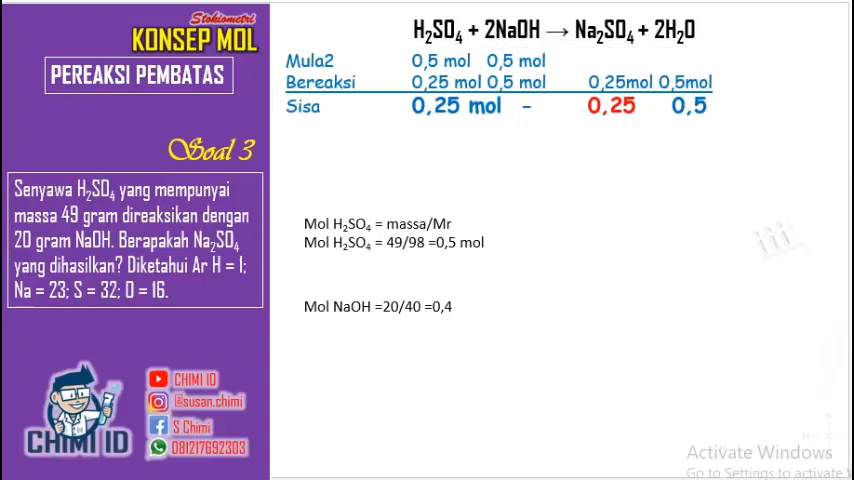 Stokiometri
KONSEP MOL
PEREAKSI PEMBATAS
Soal 3
Senyawa H₂SO₄ yang mempunyai
massa 49 gram direaksikan dengan
20 gram NaOH. Berapakah Na₂SO₄
yang dihasilkan? Diketahui Ar H = 1;
Na = 23; S = 32; O = 16.
CHIMI ID
CHIMI ID
@susan.chimi
S Chimi
081217692303
H₂SO₄ + 2NaOH → Na₂SO₄ + 2H₂O
Mula2 0,5 mol 0,5 mol
Bereaksi 0,25 mol 0,5 mol 0,25mol 0,5mol
Sisa 0,25 mol - 0,25 0,5
Mol H₂SO₄ = massa/Mr
Mol H₂SO₄ = 49/98 =0,5 mol
Mol NaOH =20/40 =0,4
Activate Windows
Go to Settings to activate